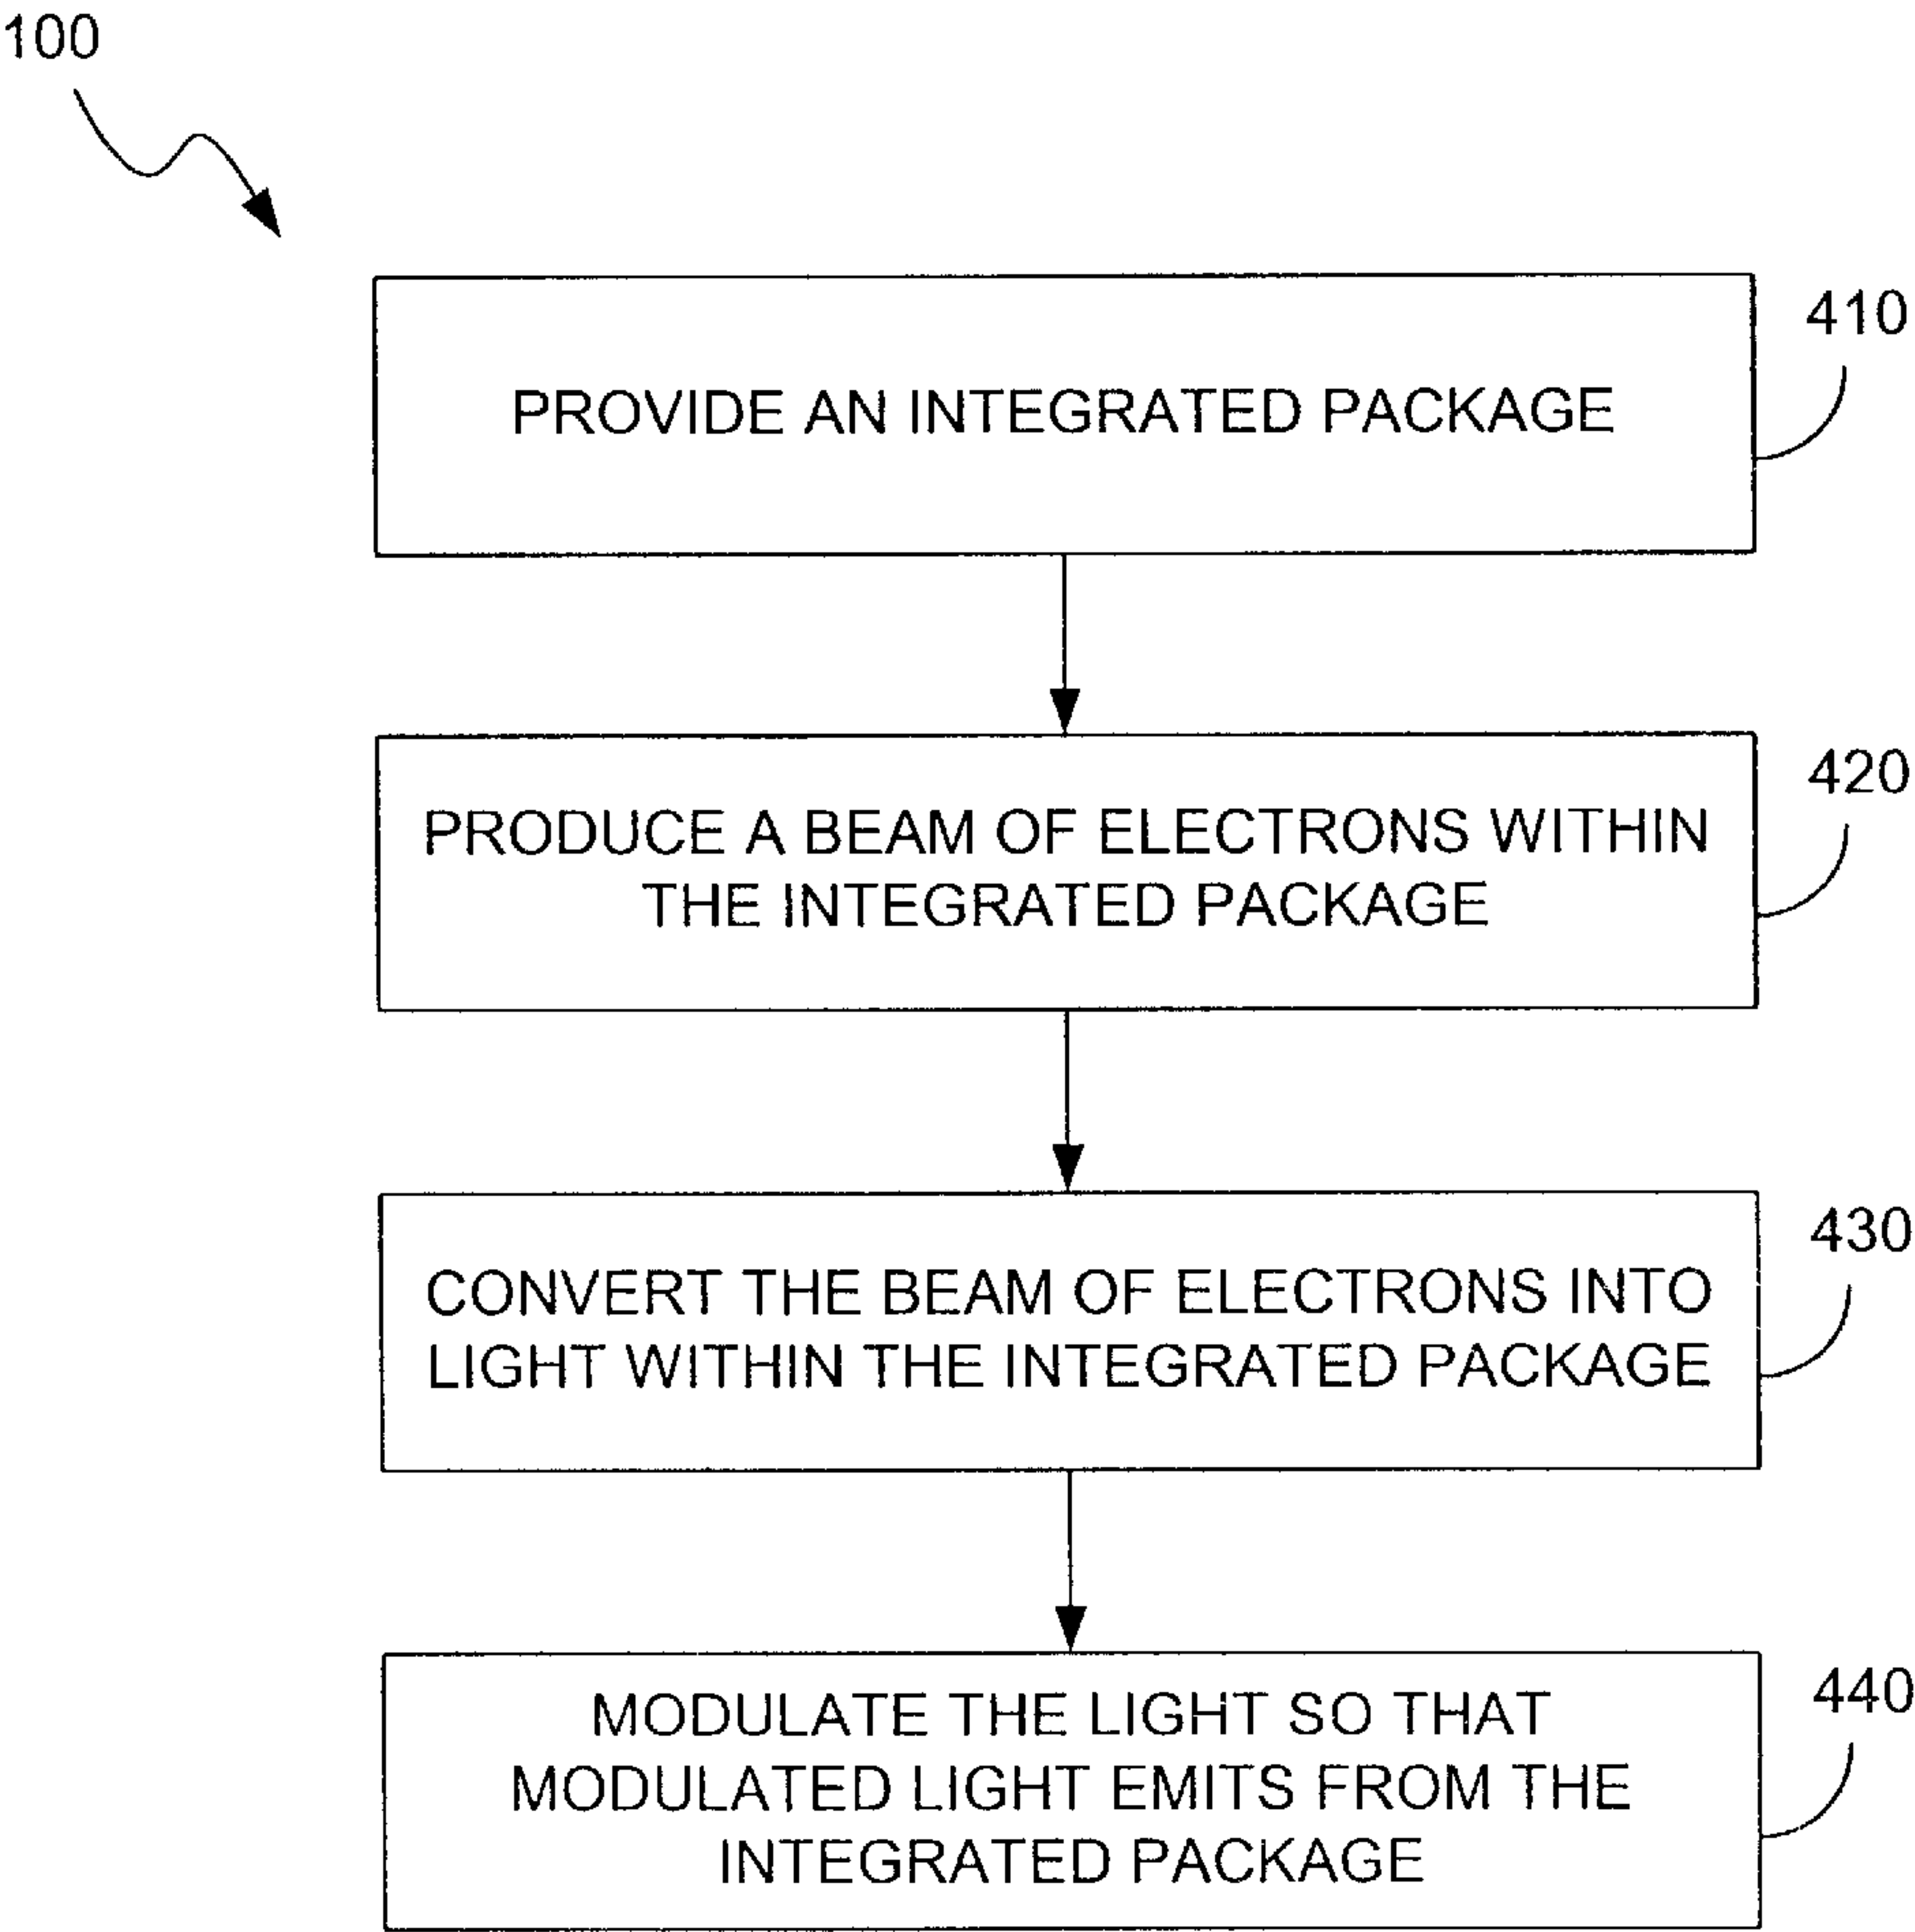 100
410
PROVIDE AN INTEGRATED PACKAGE
420
PRODUCE A BEAM OF ELECTRONS WITHIN
THE INTEGRATED PACKAGE
430
CONVERT THE BEAM OF ELECTRONS INTO
LIGHT WITHIN THE INTEGRATED PACKAGE
440
MODULATE THE LIGHT SO THAT
MODULATED LIGHT EMITS FROM THE
INTEGRATED PACKAGE